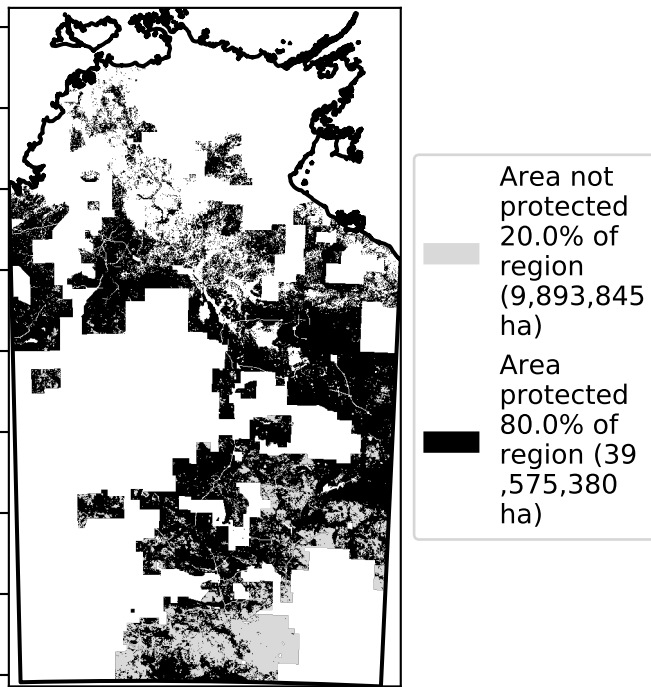 Area not
protected
20.0% of
region
(9,893,845
ha)
Area
protected
80.0% of
region (39
,575,380
ha)